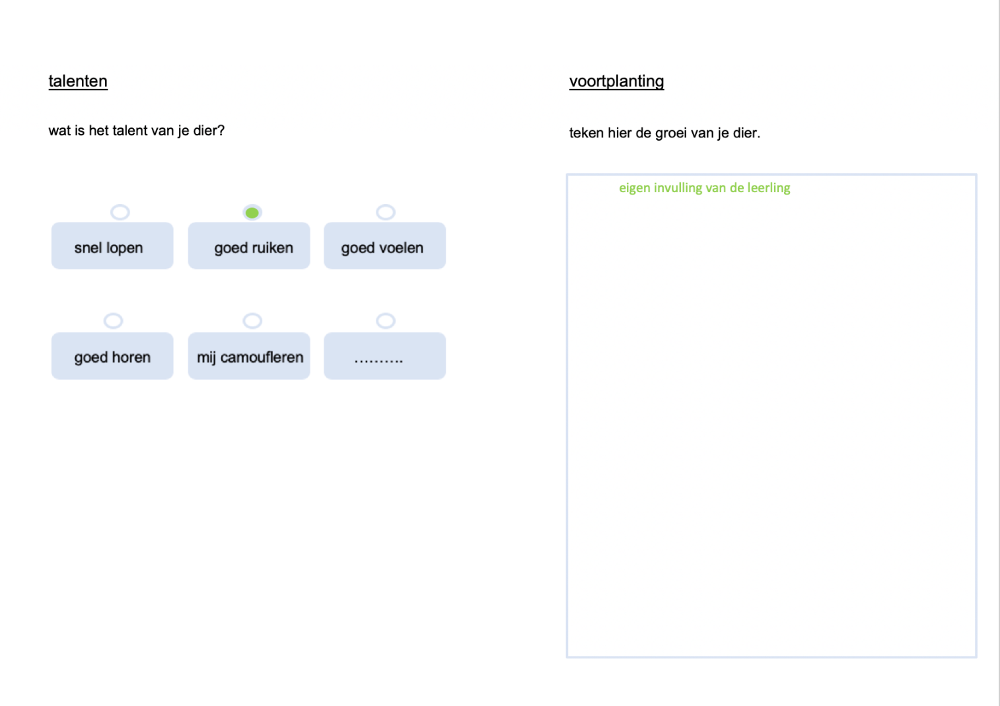 talenten
wat is het talent van je dier?
snel lopen
goed ruiken
goed voelen
goed horen
mij camoufleren
..........
voortplanting
teken hier de groei van je dier.
eigen invulling van de leerling